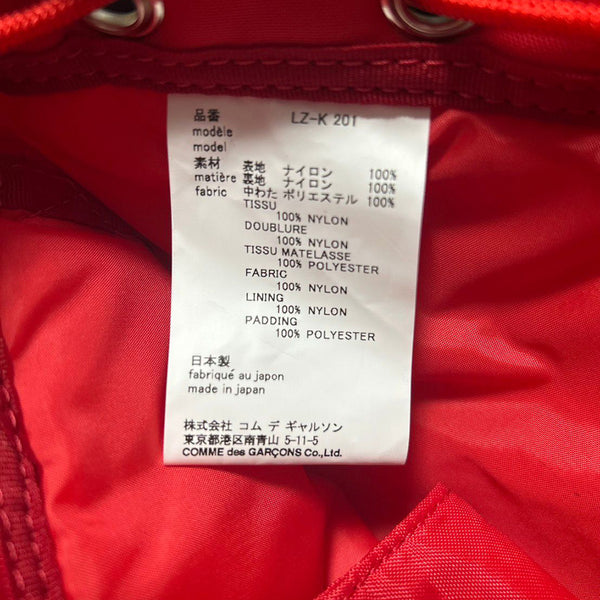 品番 LZ-K 201
modèle
model
素材 表地 ナイロン 100%
matière 裏地 ナイロン 100%
fabric 中わた ポリエステル 100%
TISSU
100% NYLON
DOUBLURE
100% NYLON
TISSU MATELASSE
100% POLYESTER
FABRIC
100% NYLON
LINING
100% NYLON
PADDING
100% POLYESTER
日本製
fabriqué au japon
made in japan
株式会社 コム デ ギャルソン
東京都港区南青山 5-11-5
COMME des GARÇONS Co.,Ltd.